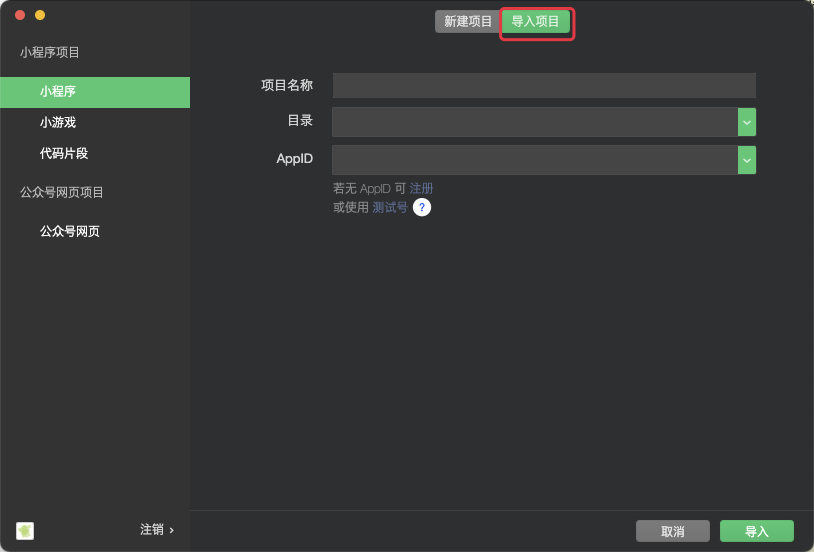 新建项目 导入项目
小程序项目
小程序
小游戏
代码片段
公众号网页项目
公众号网页
项目名称
目录
AppID
若无 AppID 可 注册
或使用 测试号 ?
注销 ›
取消 导入